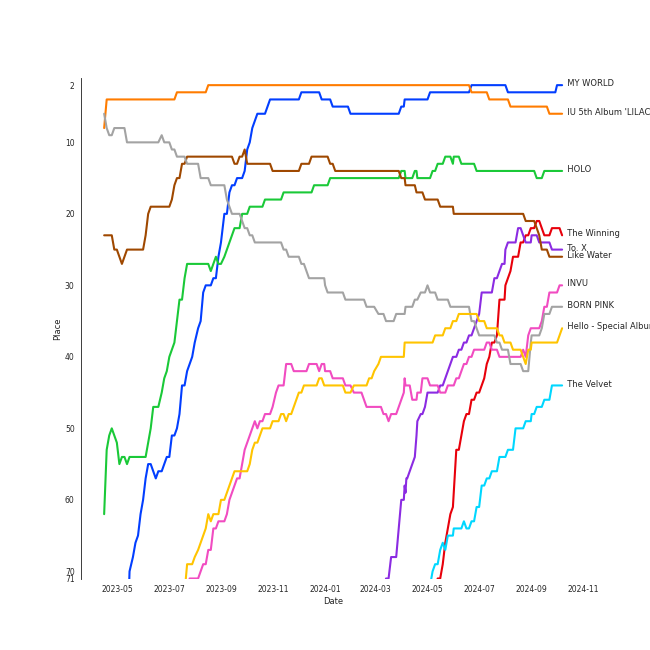 2
10
20
30
40
50
60
70
71
Place
2023-05
2023-07
2023-09
2023-11
2024-01
2024-03
2024-05
2024-07
2024-09
2024-11
Date
MY WORLD
IU 5th Album 'LILAC
HOLO
The Winning
To. X
Like Water
INVU
BORN PINK
Hello - Special Albu
The Velvet